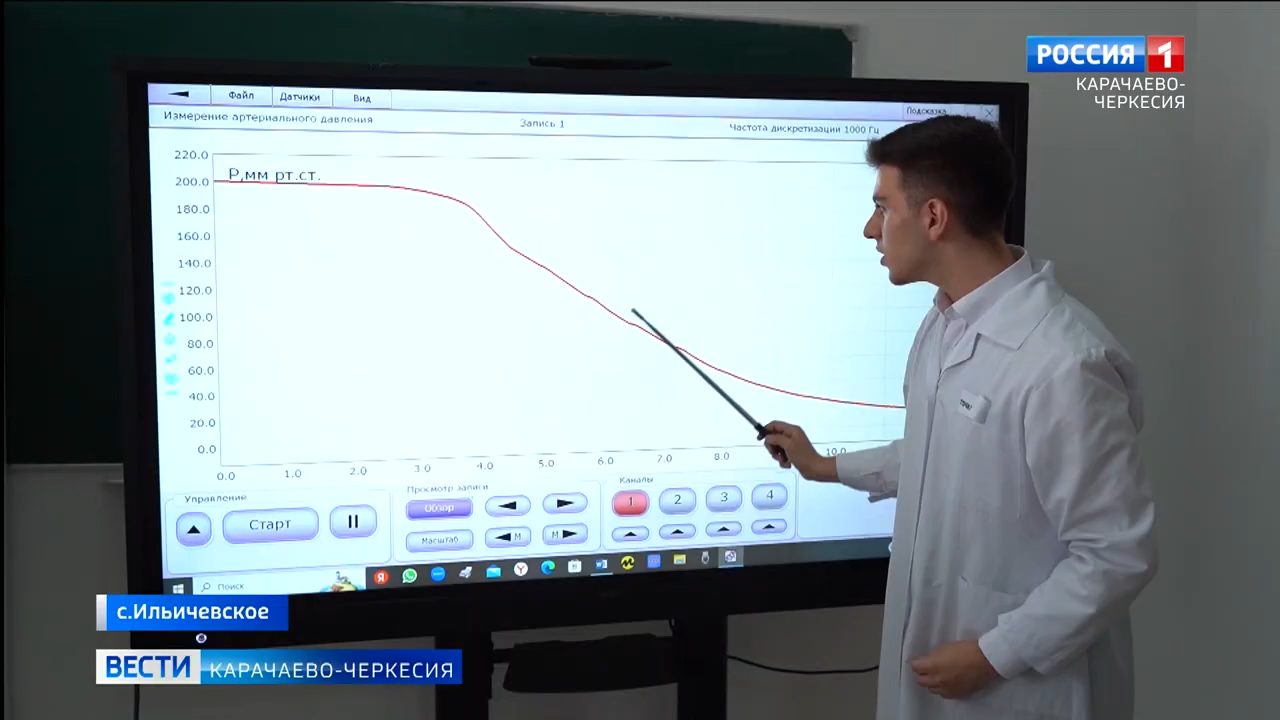 РОССИЯ 1
КАРАЧАЕВО-
ЧЕРКЕСИЯ
Файл Датчики Вид Подсказка
Измерение артериального давления Запись 1 Частота дискретизации 1000 Гц
P,мм рт.ст.
220.0
200.0
180.0
160.0
140.0
120.0
100.0
80.0
60.0
40.0
20.0
0.0
0.0 1.0 2.0 3.0 4.0 5.0 6.0 7.0 8.0 10.0
Управление Просмотр записи Каналы
Старт Обзор 1 2 3 4
Масштаб М М
Поиск
с.Ильичевское
ВЕСТИ КАРАЧАЕВО-ЧЕРКЕСИЯ